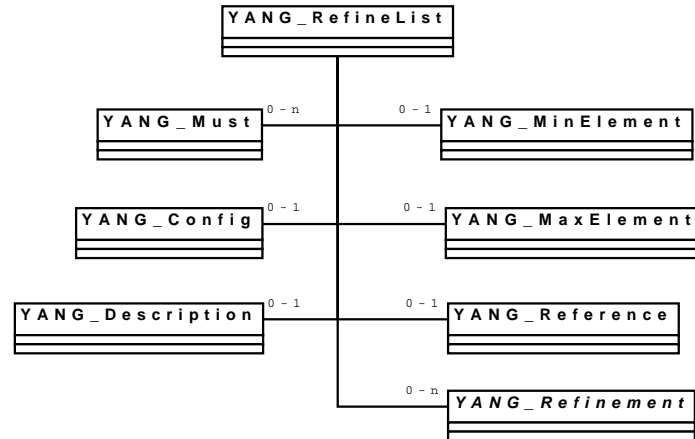 YANG_RefineList
0-n
0-1
YANG_Must
YANG_MinElement
0-1
0-1
YANG_Config
YANG_MaxElement
0-1
0-1
YANG_Description
YANG_Reference
0-n
YANG_Refinement